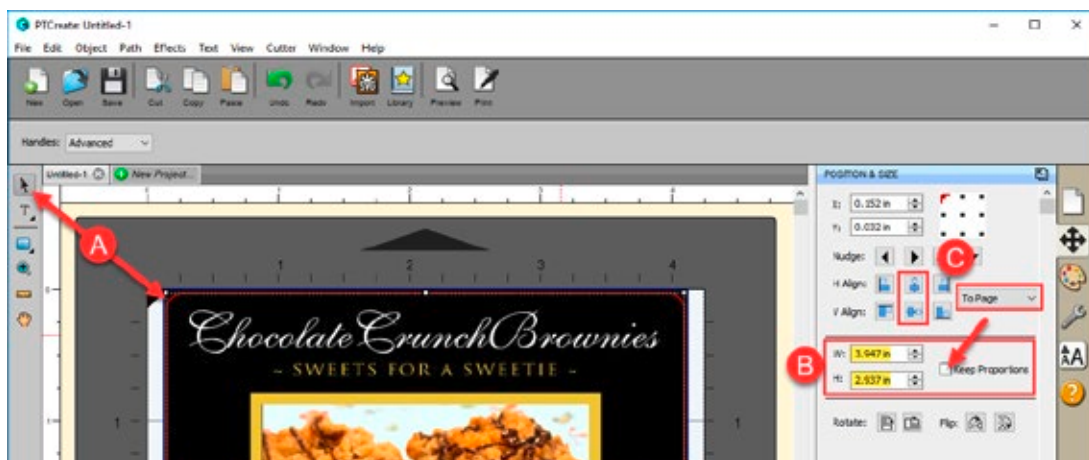 PTCreate: Untitled-1
File Edit Object Path Effects Text View Cutter Window Help
New Open Save Cut Copy Paste Undo Redo Import Library Preview Print
Handles: Advanced
Untitled-1 New Project...
POSITION & SIZE
X: 0.152 in
Y: 0.032 in
Nudge:
C
H Align:
To Page
V Align:
A
T
1 2 3 4
Chocolate Crunch Brownies
- SWEETS FOR A SWEETIE -
B
W: 3.947 in
H: 2.937 in
Keep Proportions
AA
?
Rotate: Flip:
1 1